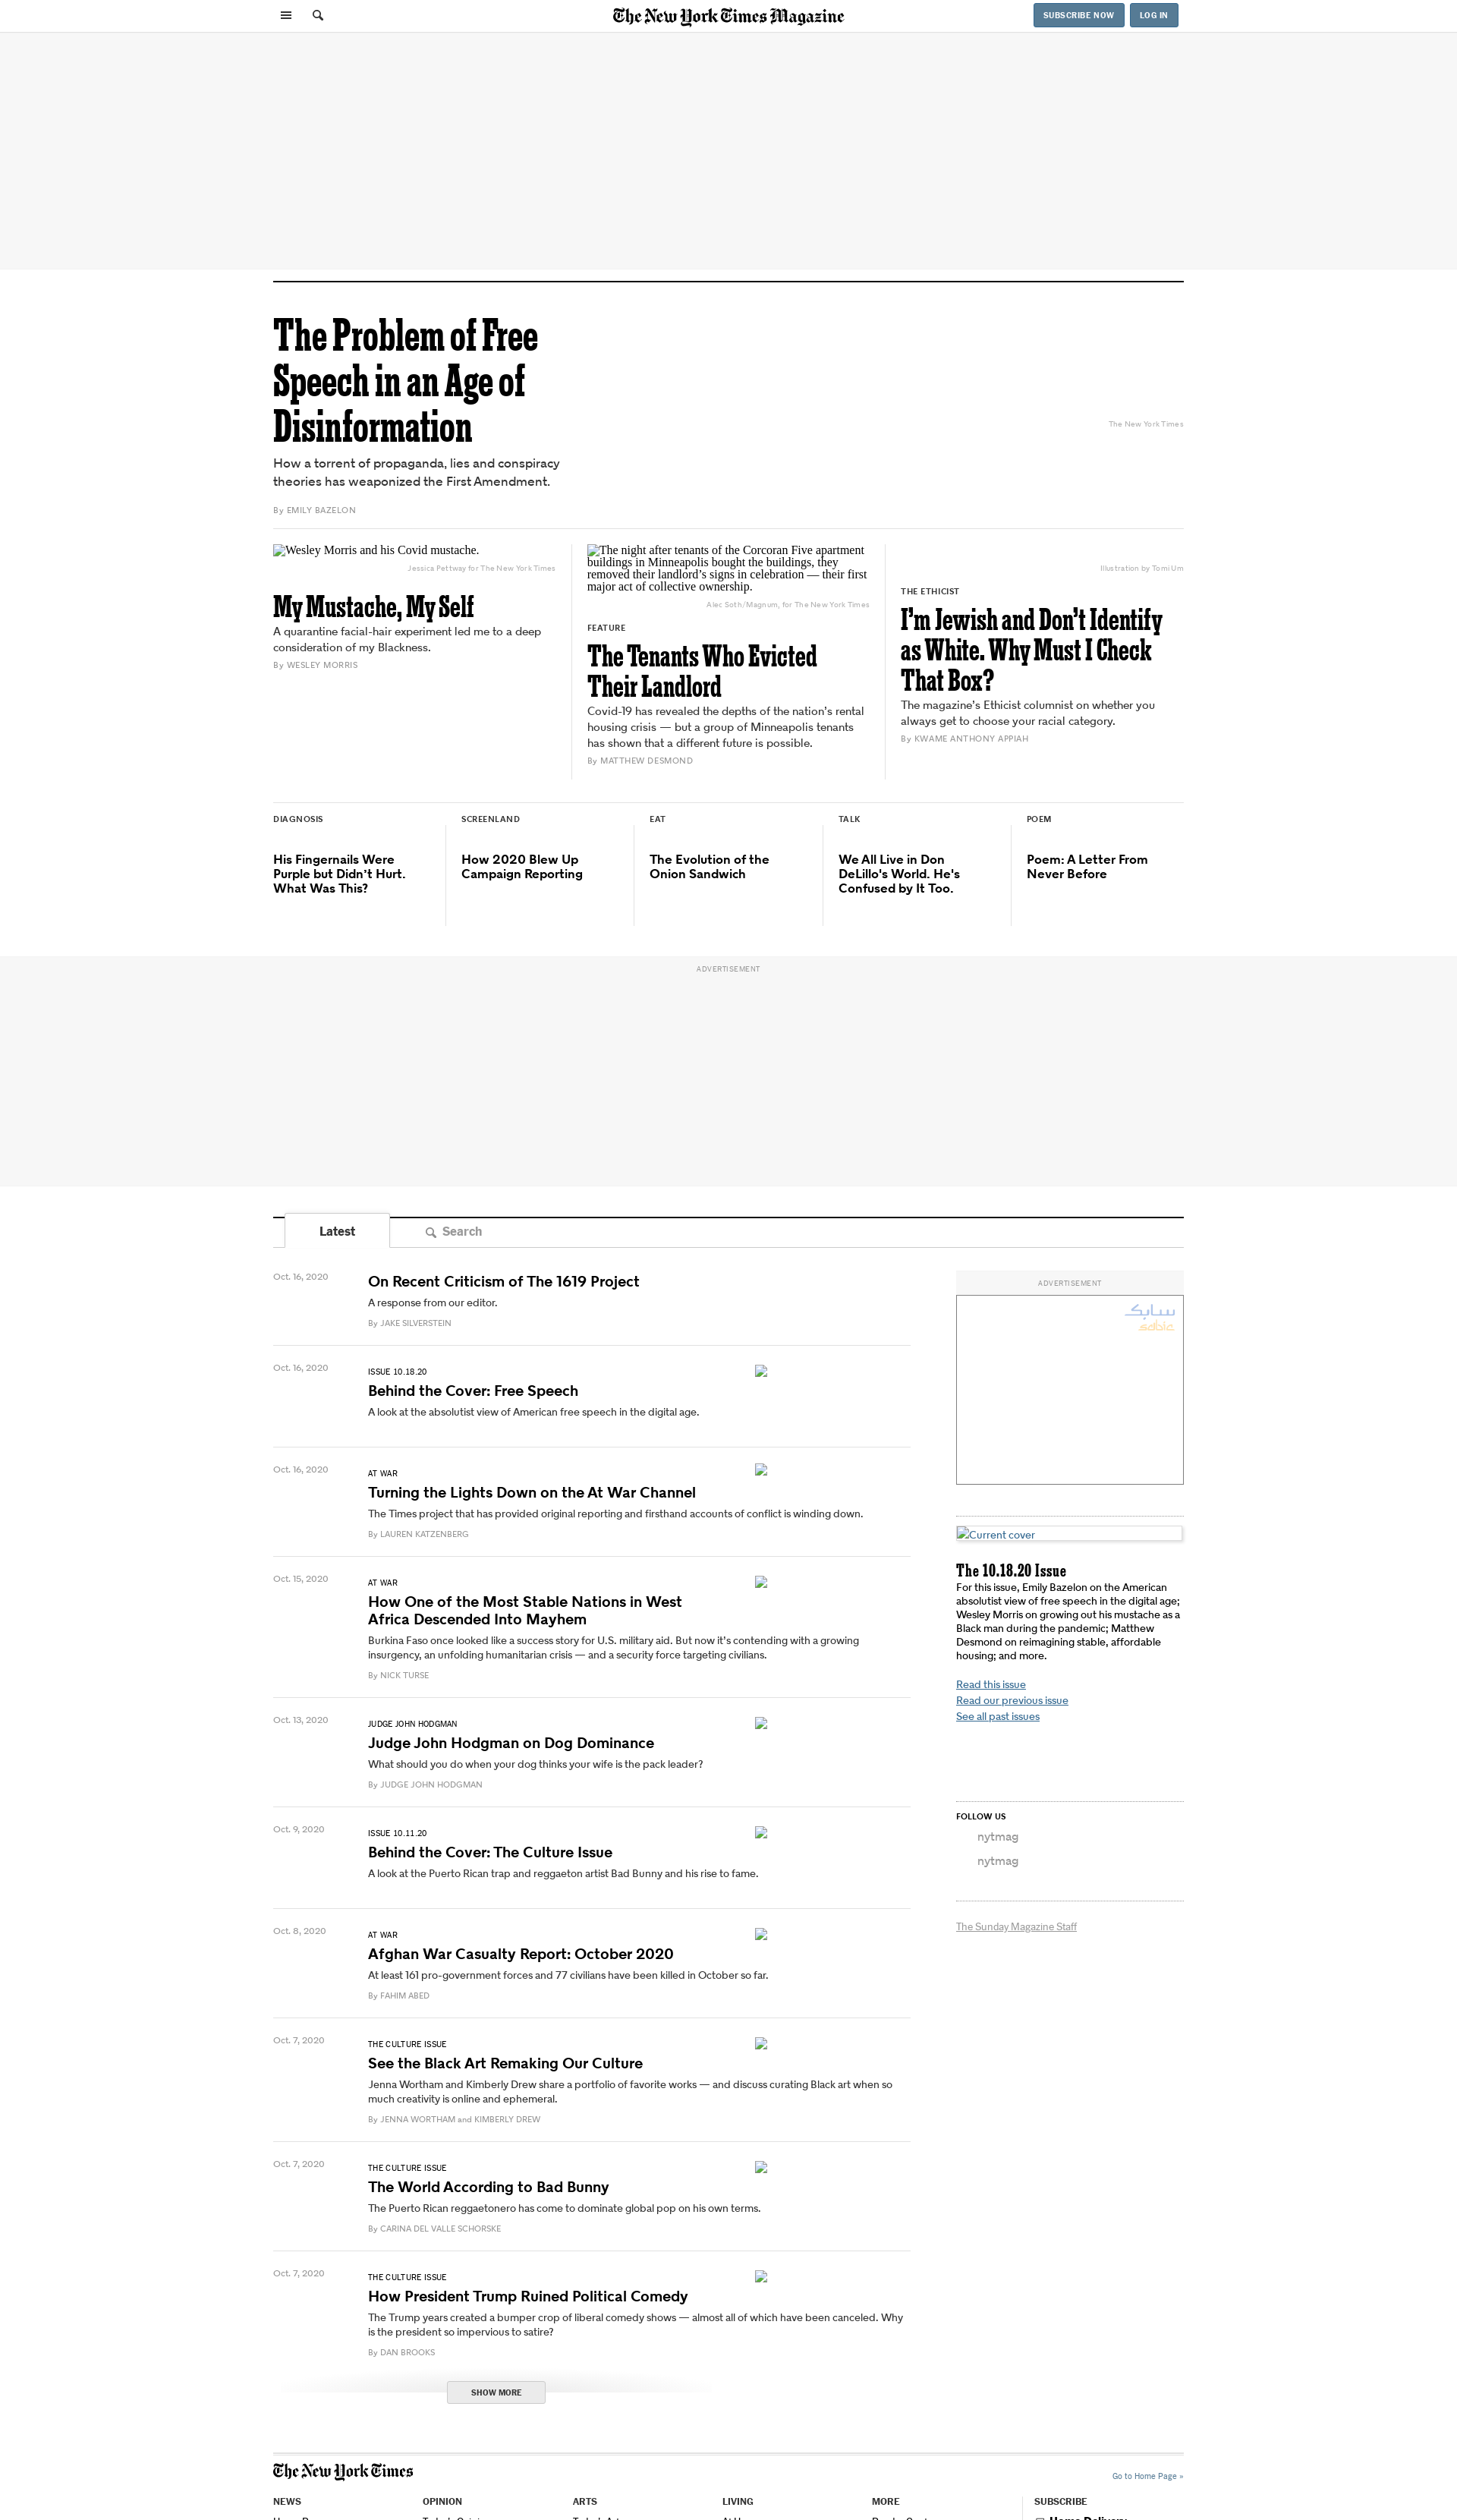 The New York Times Magazine
SUBSCRIBE NOW
LOG IN
The Problem of Free
Speech in an Age of
Disinformation
The New York Times
How a torrent of propaganda, lies and conspiracy
theories has weaponized the First Amendment.
By EMILY BAZELON
Wesley Morris and his Covid mustache.
Jessica Pettway for The New York Times
My Mustache, My Self
A quarantine facial-hair experiment led me to a deep
consideration of my Blackness.
By WESLEY MORRIS
The night after tenants of the Corcoran Five apartment
buildings in Minneapolis bought the buildings, they
removed their landlord’s signs in celebration — their first
major act of collective ownership.
Alec Soth/Magnum, for The New York Times
FEATURE
The Tenants Who Evicted
Their Landlord
Covid-19 has revealed the depths of the nation’s rental
housing crisis — but a group of Minneapolis tenants
has shown that a different future is possible.
By MATTHEW DESMOND
Illustration by Tomi Um
THE ETHICIST
I’m Jewish and Don’t Identify
as White. Why Must I Check
That Box?
The magazine’s Ethicist columnist on whether you
always get to choose your racial category.
By KWAME ANTHONY APPIAH
DIAGNOSIS
His Fingernails Were
Purple but Didn’t Hurt.
What Was This?
SCREENLAND
How 2020 Blew Up
Campaign Reporting
EAT
The Evolution of the
Onion Sandwich
TALK
We All Live in Don
DeLillo's World. He's
Confused by It Too.
POEM
Poem: A Letter From
Never Before
ADVERTISEMENT
Latest
Search
Oct. 16, 2020
On Recent Criticism of The 1619 Project
A response from our editor.
By JAKE SILVERSTEIN
Oct. 16, 2020
ISSUE 10.18.20
Behind the Cover: Free Speech
A look at the absolutist view of American free speech in the digital age.
Oct. 16, 2020
AT WAR
Turning the Lights Down on the At War Channel
The Times project that has provided original reporting and firsthand accounts of conflict is winding down.
By LAUREN KATZENBERG
Oct. 15, 2020
AT WAR
How One of the Most Stable Nations in West
Africa Descended Into Mayhem
Burkina Faso once looked like a success story for U.S. military aid. But now it’s contending with a growing
insurgency, an unfolding humanitarian crisis — and a security force targeting civilians.
By NICK TURSE
Oct. 13, 2020
JUDGE JOHN HODGMAN
Judge John Hodgman on Dog Dominance
What should you do when your dog thinks your wife is the pack leader?
By JUDGE JOHN HODGMAN
Oct. 9, 2020
ISSUE 10.11.20
Behind the Cover: The Culture Issue
A look at the Puerto Rican trap and reggaeton artist Bad Bunny and his rise to fame.
Oct. 8, 2020
AT WAR
Afghan War Casualty Report: October 2020
At least 161 pro-government forces and 77 civilians have been killed in October so far.
By FAHIM ABED
Oct. 7, 2020
THE CULTURE ISSUE
See the Black Art Remaking Our Culture
Jenna Wortham and Kimberly Drew share a portfolio of favorite works — and discuss curating Black art when so
much creativity is online and ephemeral.
By JENNA WORTHAM and KIMBERLY DREW
Oct. 7, 2020
THE CULTURE ISSUE
The World According to Bad Bunny
The Puerto Rican reggaetonero has come to dominate global pop on his own terms.
By CARINA DEL VALLE SCHORSKE
Oct. 7, 2020
THE CULTURE ISSUE
How President Trump Ruined Political Comedy
The Trump years created a bumper crop of liberal comedy shows — almost all of which have been canceled. Why
is the president so impervious to satire?
By DAN BROOKS
SHOW MORE
ADVERTISEMENT
سابك
sabic
Current cover
The 10.18.20 Issue
For this issue, Emily Bazelon on the American
absolutist view of free speech in the digital age;
Wesley Morris on growing out his mustache as a
Black man during the pandemic; Matthew
Desmond on reimagining stable, affordable
housing; and more.
Read this issue
Read our previous issue
See all past issues
FOLLOW US
nytmag
nytmag
The Sunday Magazine Staff
The New York Times
Go to Home Page »
NEWS
OPINION
ARTS
LIVING
MORE
SUBSCRIBE